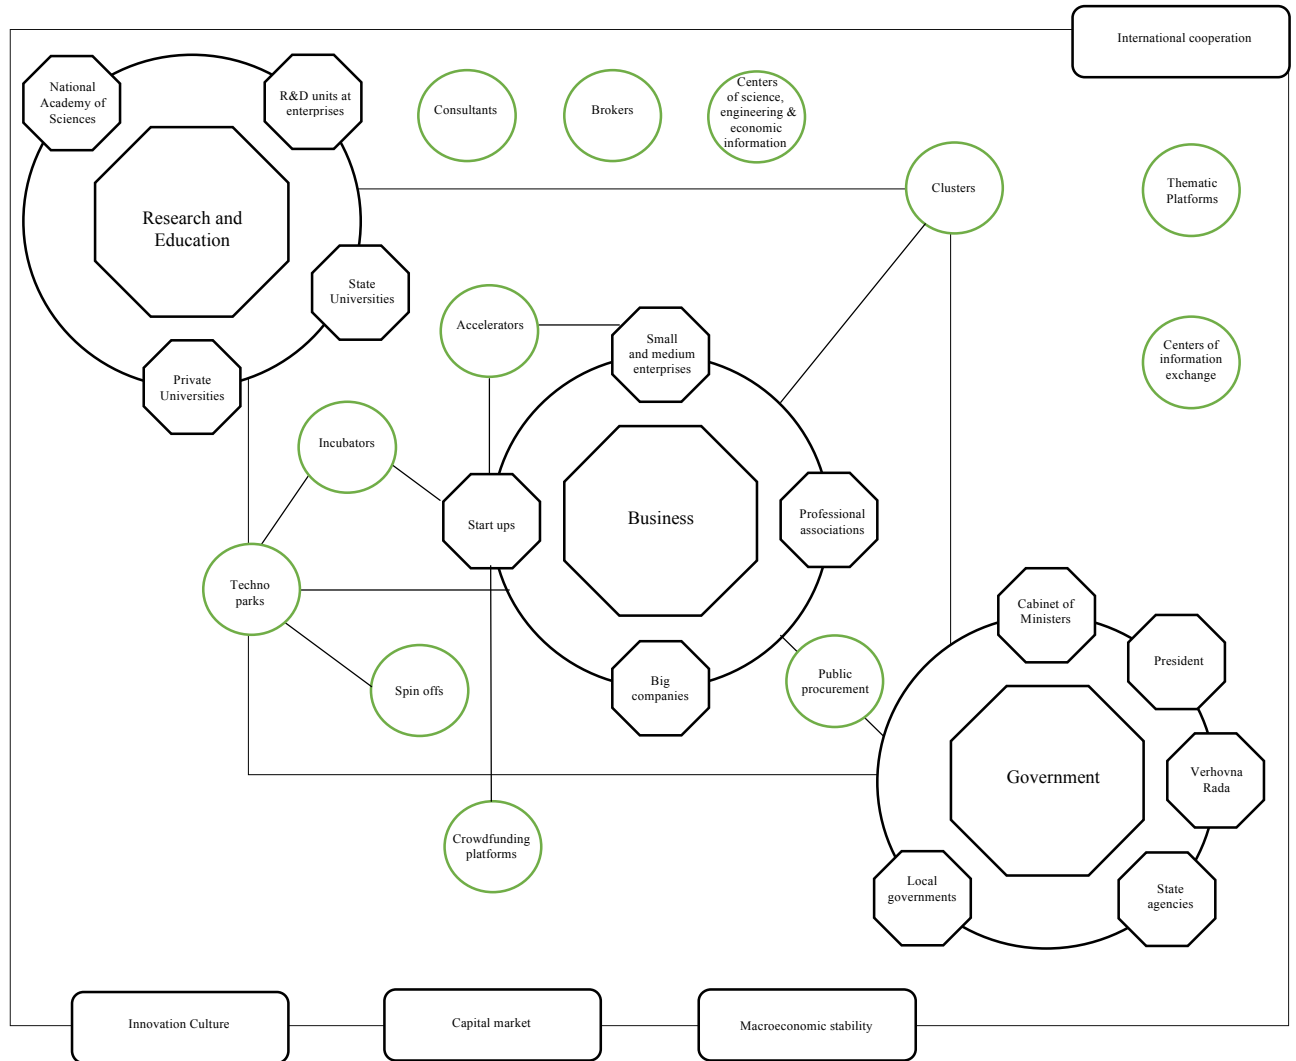 International cooperation
National
Academy of
Sciences
R&D units at
enterprises
Consultants
Brokers
Centers
of science,
engineering &
economic
information
Clusters
Thematic
Platforms
Research and
Education
State
Universities
Accelerators
Small
and medium
enterprises
Centers of
information
exchange
Private
Universities
Incubators
Start ups
Business
Professional
associations
Techno
parks
Cabinet of
Ministers
President
Spin offs
Big
companies
Public
procurement
Government
Verhovna
Rada
Crowdfunding
platforms
Local
governments
State
agencies
Innovation Culture
Capital market
Macroeconomic stability